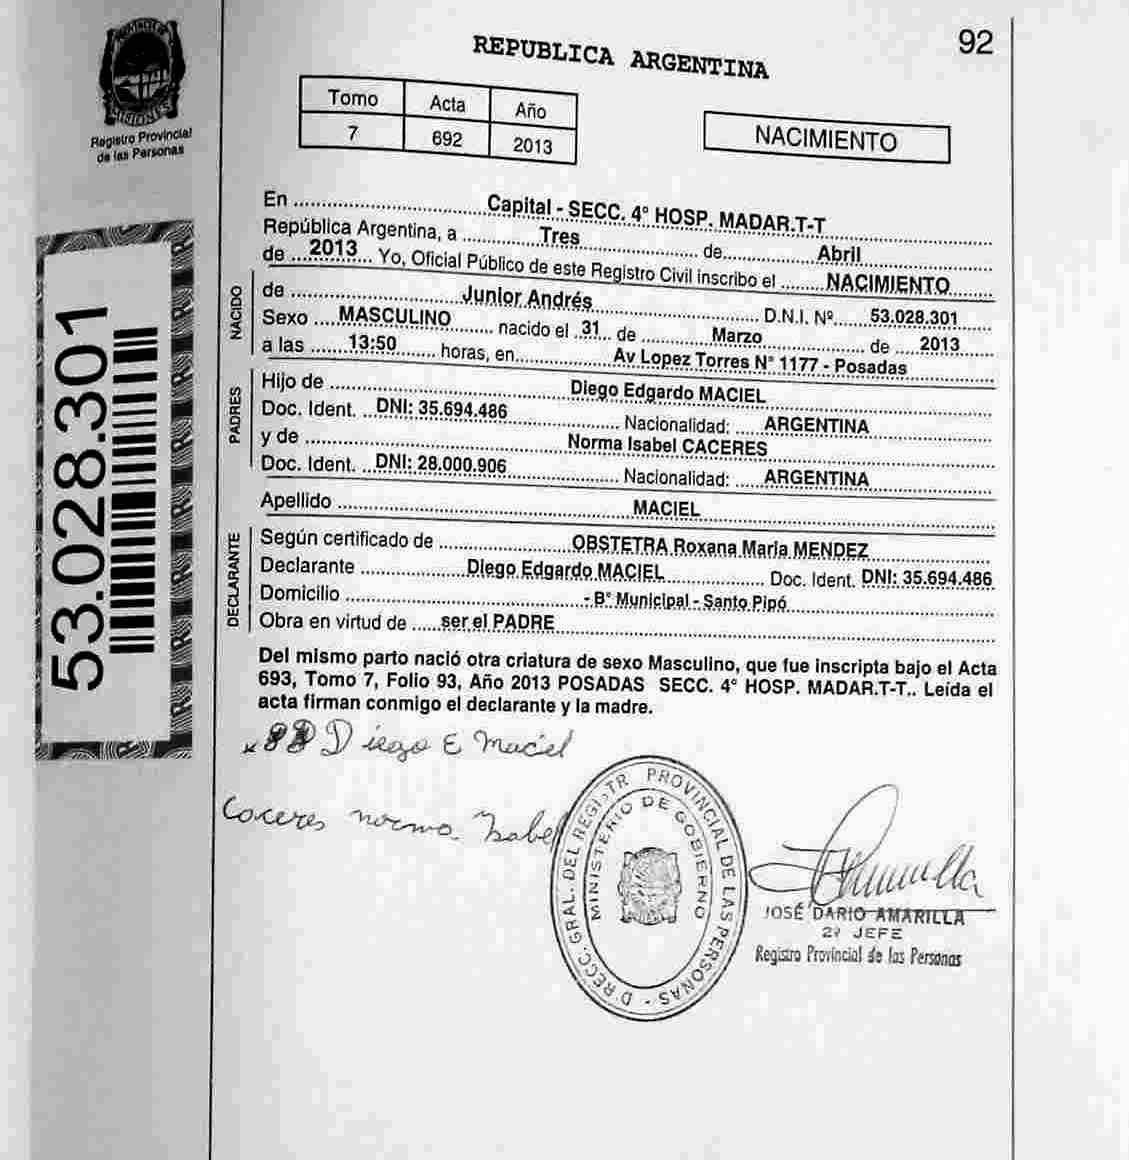 92
REPUBLICA ARGENTINA
MISIONES
Registro Provincial
de las Personas
Tomo Acta Año
7 692 2013
NACIMIENTO
En Capital - SECC. 4° HOSP. MADAR.T-T
República Argentina, a Tres de Abril
de 2013 Yo, Oficial Público de este Registro Civil inscribo el NACIMIENTO
NACIDO
de Junior Andrés D.N.I. Nº 53.028.301
Sexo MASCULINO nacido el 31 de Marzo de 2013
a las 13:50 horas, en Av Lopez Torres N° 1177 - Posadas
PADRES
Hijo de Diego Edgardo MACIEL
Doc. Ident. DNI: 35.694.486 Nacionalidad: ARGENTINA
y de Norma Isabel CACERES
Doc. Ident. DNI: 28.000.906 Nacionalidad: ARGENTINA
Apellido MACIEL
DECLARANTE
Según certificado de OBSTETRA Roxana Maria MENDEZ
Declarante Diego Edgardo MACIEL Doc. Ident. DNI: 35.694.486
Domicilio - B° Municipal - Santo Pipó
Obra en virtud de ser el PADRE
Del mismo parto nació otra criatura de sexo Masculino, que fue inscripta bajo el Acta
693, Tomo 7, Folio 93, Año 2013 POSADAS SECC. 4° HOSP. MADAR.T-T.. Leída el
acta firman conmigo el declarante y la madre.
53.028.301
Diego E Maciel
Caceres norma Isabel
DIRECC. GRAL. DEL REGISTR PROVINCIAL DE LAS PERSONAS -
MINISTERIO DE GOBIERNO
JOSÉ DARIO AMARILLA
2º JEFE
Registro Provincial de las Personas